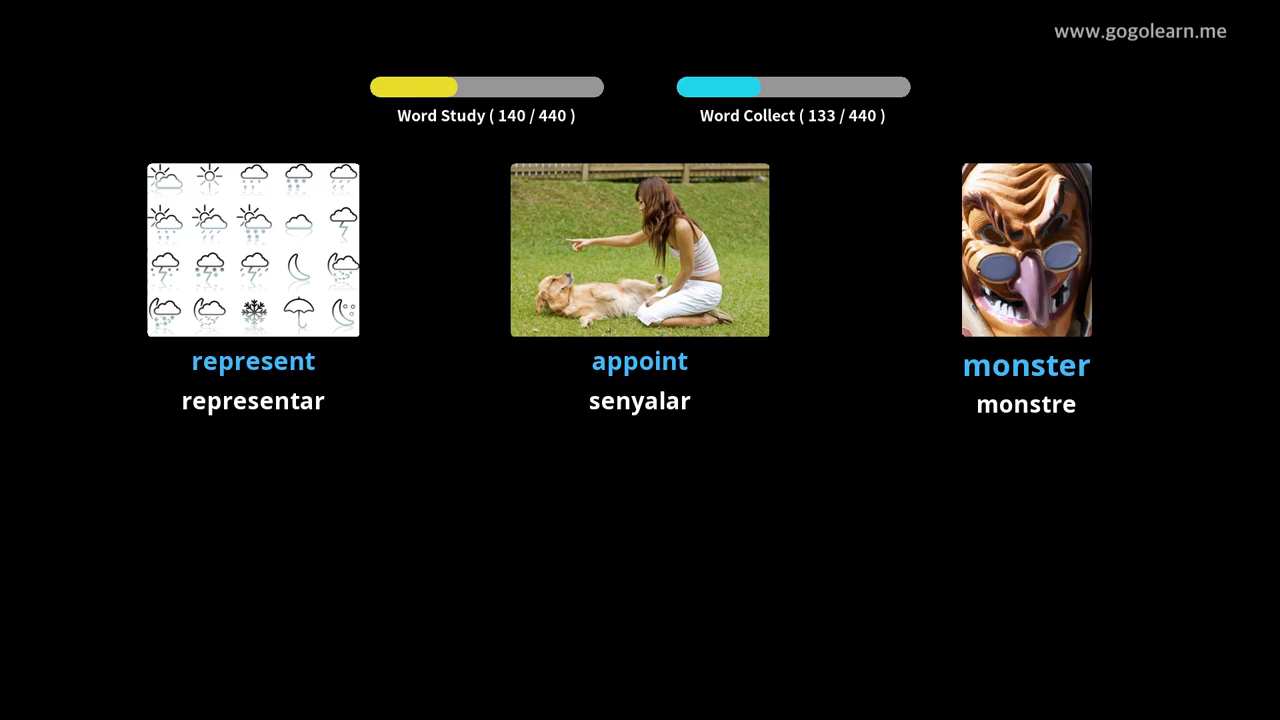 www.gogolearn.me
Word Study ( 140 / 440 )
Word Collect ( 133 / 440 )
represent
appoint
monster
representar
senyalar
monstre